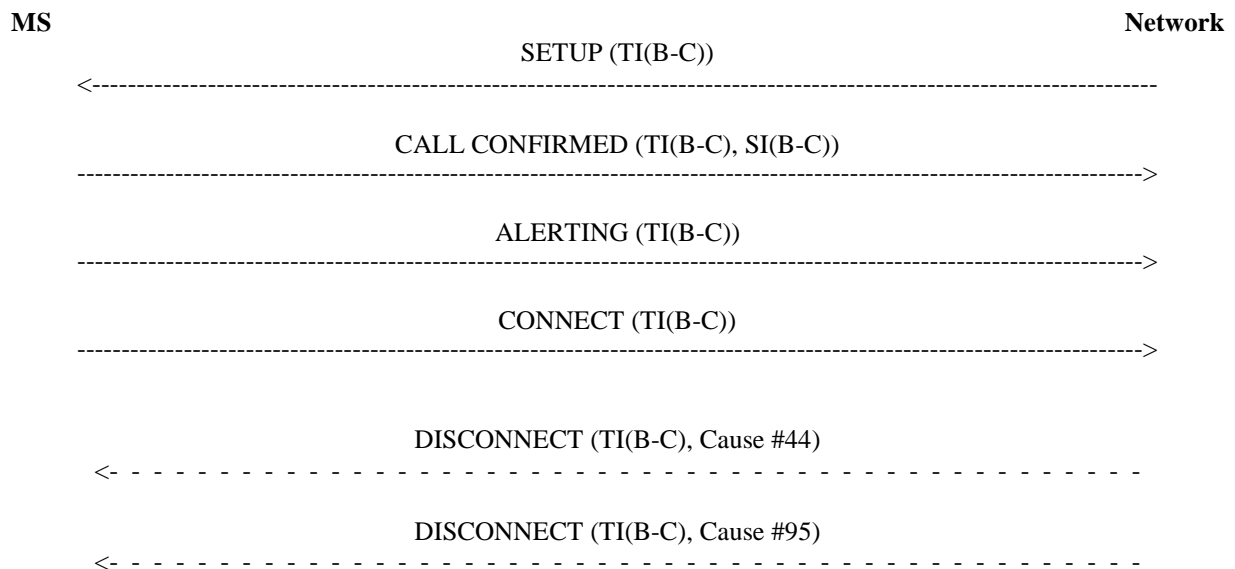 MS Network
SETUP (TI(B-C))
<------------------------------------------------------------------------------------------------------------------------
CALL CONFIRMED (TI(B-C), SI(B-C))
------------------------------------------------------------------------------------------------------------------------>
ALERTING (TI(B-C))
------------------------------------------------------------------------------------------------------------------------>
CONNECT (TI(B-C))
------------------------------------------------------------------------------------------------------------------------>
DISCONNECT (TI(B-C), Cause #44)
<- - - - - - - - - - - - - - - - - - - - - - - - - - - - - - - - - - - - - - - - - - - - - - - -
DISCONNECT (TI(B-C), Cause #95)
<- - - - - - - - - - - - - - - - - - - - - - - - - - - - - - - - - - - - - - - - - - - - - - - -